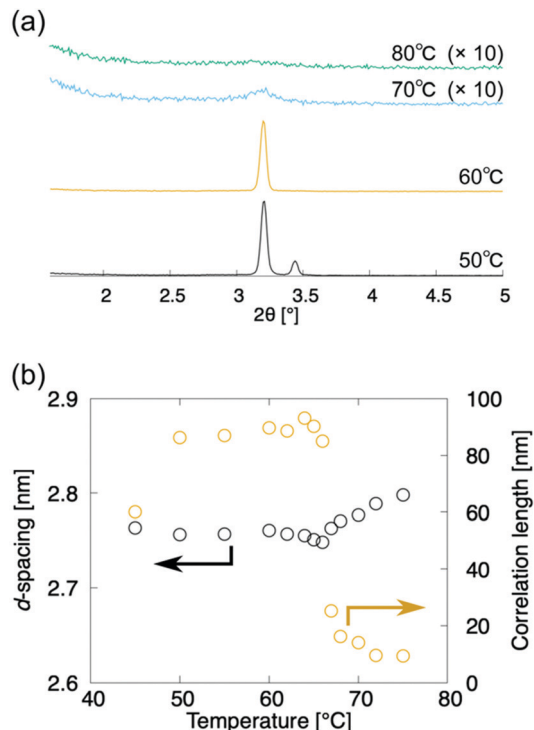 (a)
80°C (× 10)
70°C (× 10)
60°C
50°C
2 2.5 3 3.5 4 4.5 5
2θ [°]
(b)
2.9 100
80
2.8
60
2.7 40
20
2.6 0
40 50 60 70 80
Temperature [°C]
d-spacing [nm]
Correlation length [nm]